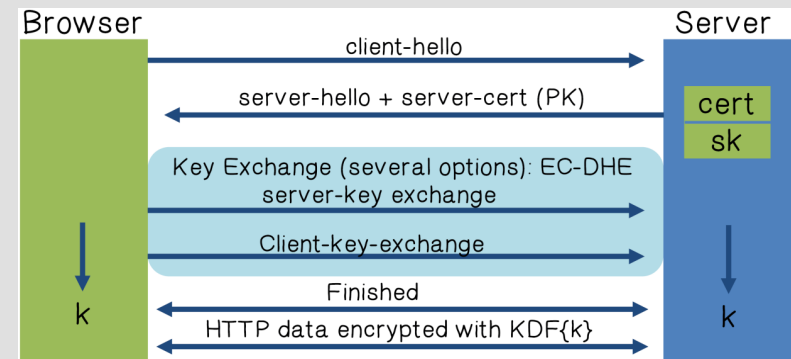 Browser
Server
client-hello
server-hello + server-cert (PK)
cert
sk
Key Exchange (several options): EC-DHE
server-key exchange
Client-key-exchange
Finished
k
k
HTTP data encrypted with KDF{k}